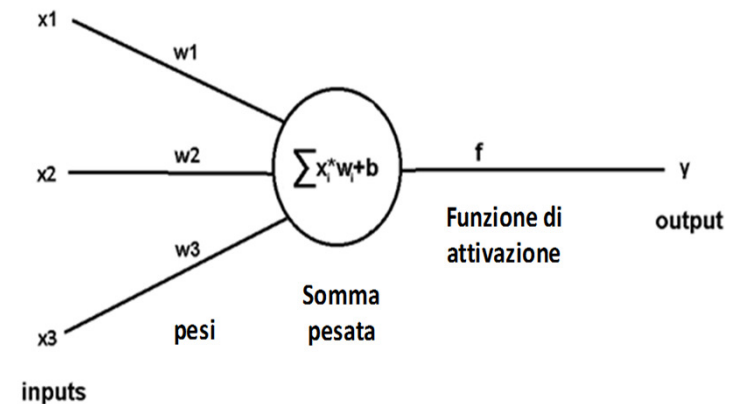 x1
w1
x2
w2
∑xi*wi+b
f
y
Funzione di
attivazione
output
w3
Somma
pesata
pesi
x3
inputs